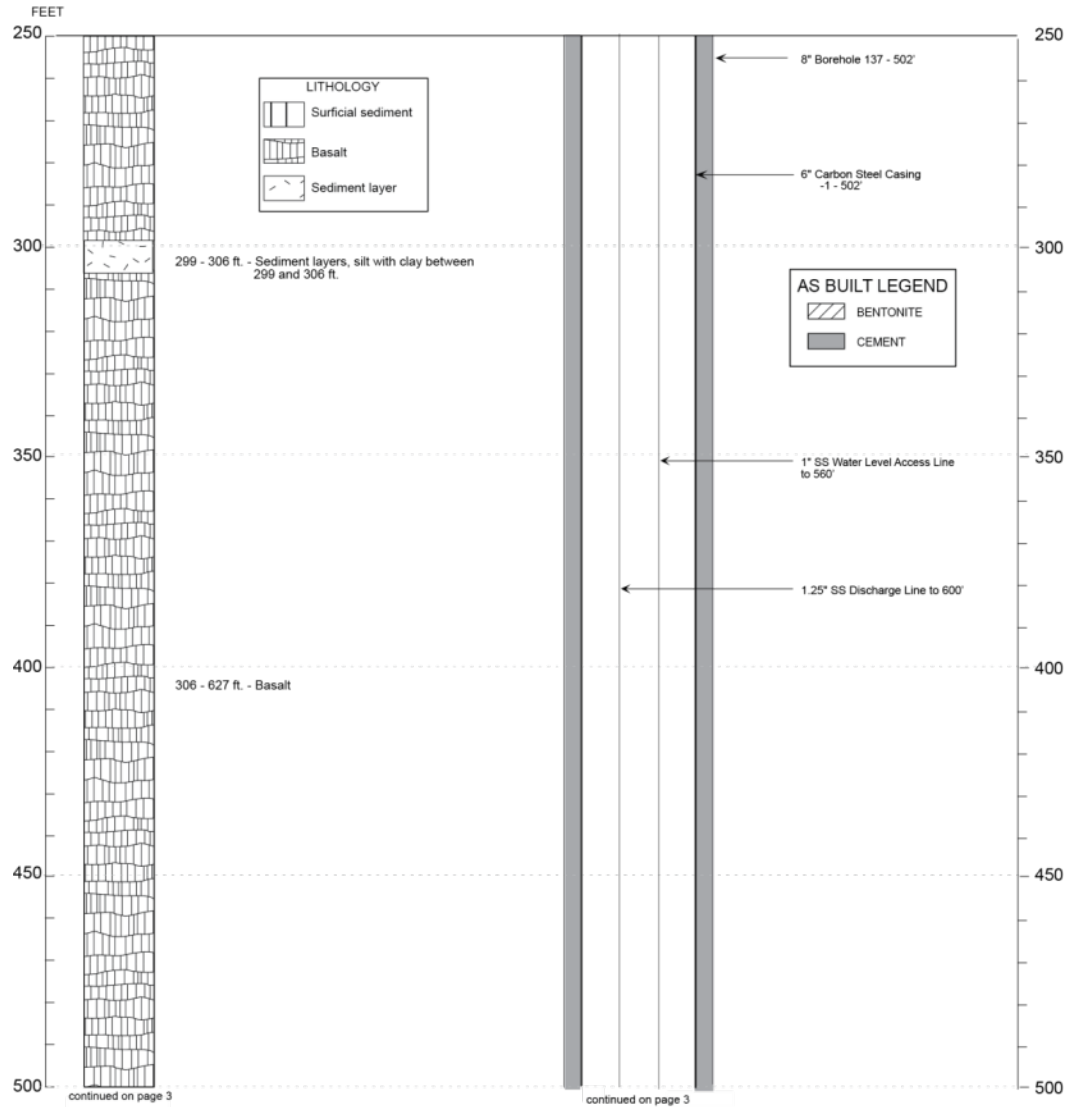 FEET
250
250
8" Borehole 137 - 502'
LITHOLOGY
Surficial sediment
Basalt
Sediment layer
6" Carbon Steel Casing
-1 - 502'
300
300
299 - 306 ft. - Sediment layers, silt with clay between
299 and 306 ft.
AS BUILT LEGEND
BENTONITE
CEMENT
350
350
1" SS Water Level Access Line
to 560'
1.25" SS Discharge Line to 600'
400
400
306 - 627 ft. - Basalt
450
450
500
500
continued on page 3
continued on page 3